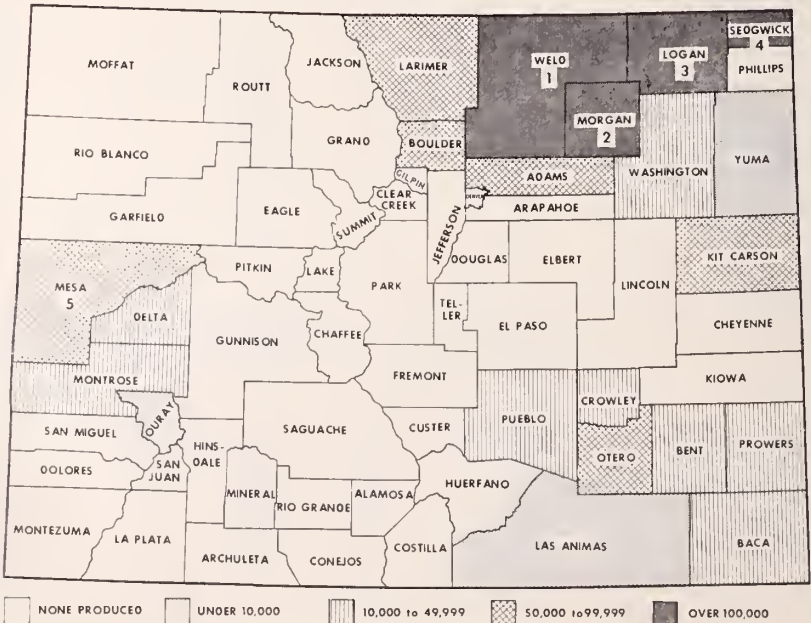 SEDGWICK
4
JACKSON
LARIMER
WELD
1
LOGAN
3
MOFFAT
ROUTT
PHILLIPS
MORGAN
2
GRAND
BOULDER
RIO BLANCO
WASHINGTON
YUMA
GILPIN
ADAMS
CLEAR
CREEK
DENVER
ARAPAHOE
GARFIELD
EAGLE
SUMMIT
JEFFERSON
DOUGLAS
ELBERT
KIT CARSON
PITKIN
LAKE
PARK
LINCOLN
MESA
5
DELTA
TEL-
LER
EL PASO
CHEYENNE
GUNNISON
CHAFFEE
FREMONT
KIOWA
MONTROSE
CROWLEY
OURAY
SAN MIGUEL
HINS-
DALE
SAGUACHE
CUSTER
PUEBLO
OTERO
BENT
PROWERS
DOLORES
SAN
JUAN
MINERAL
RIO GRANDE
ALAMOSA
HUERFANO
MONTEZUMA
LA PLATA
ARCHULETA
CONEJOS
COSTILLA
LAS ANIMAS
BACA
NONE PRODUCED
UNDER 10,000
10,000 to 49,999
50,000 to 99,999
OVER 100,000